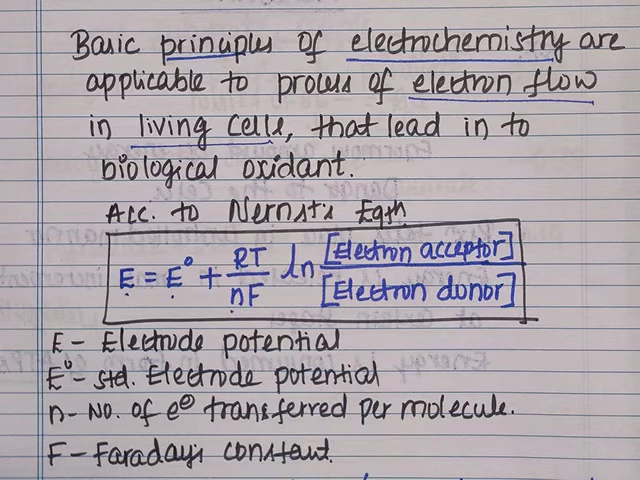 Basic principles of electrochemistry are
applicable to process of electron flow
in living cells, that lead in to
biological oxidant.
Acc. to Nernst's Eqth
E = E° + RT/nF ln [Electron acceptor]/[Electron donor]
E - Electrode potential
E° - std. Electrode potential
n - No. of e⊖ transferred per molecule.
F - Faraday's constant.